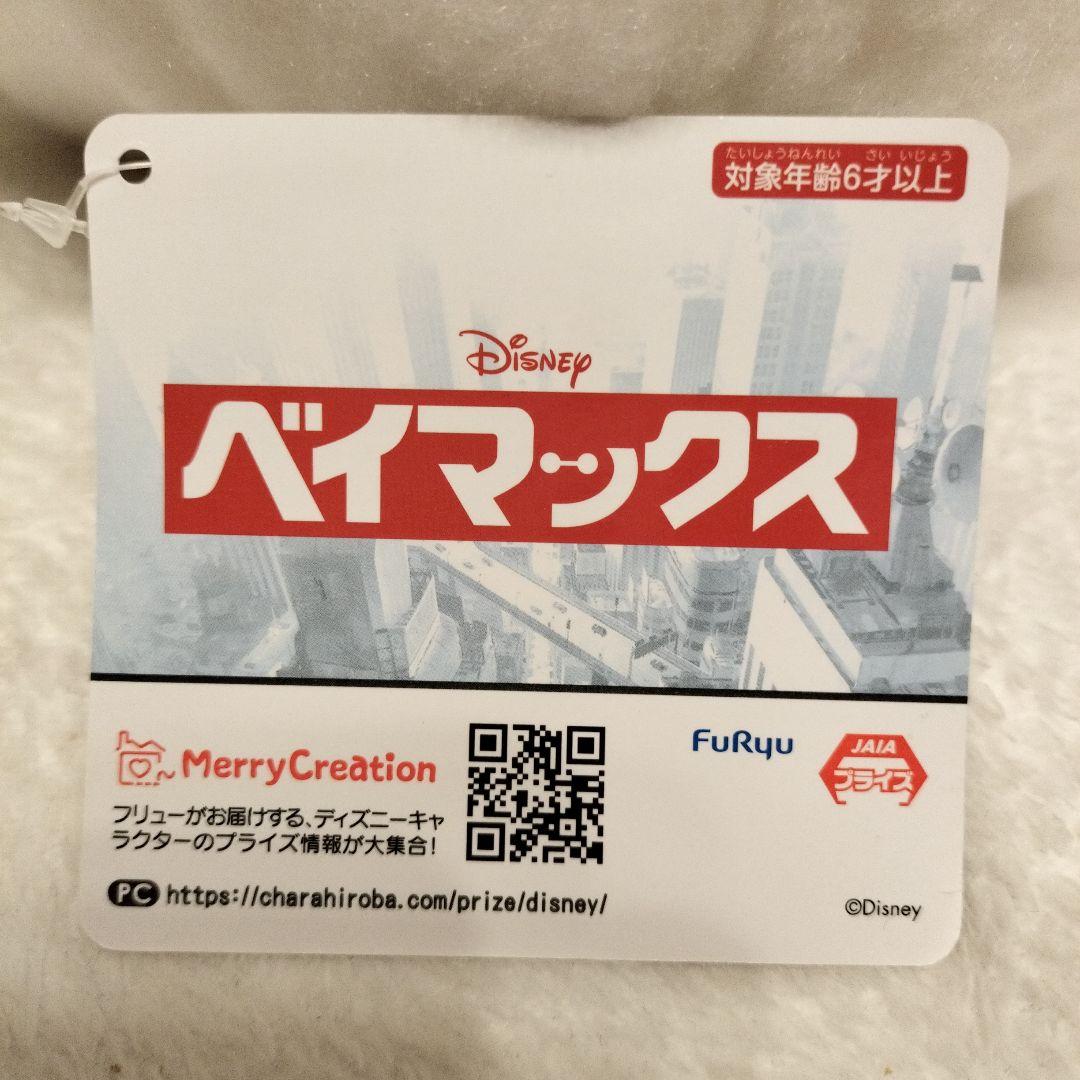 たいしょうねんれい さい いじょう
対象年齢6才以上
Disney
ベイマックス
MerryCreation
フリューがお届けする、ディズニーキャ
ラクターのプライズ情報が大集合!
PC https://charahiroba.com/prize/disney/
FuRyu
JAIA
プライズ
©Disney